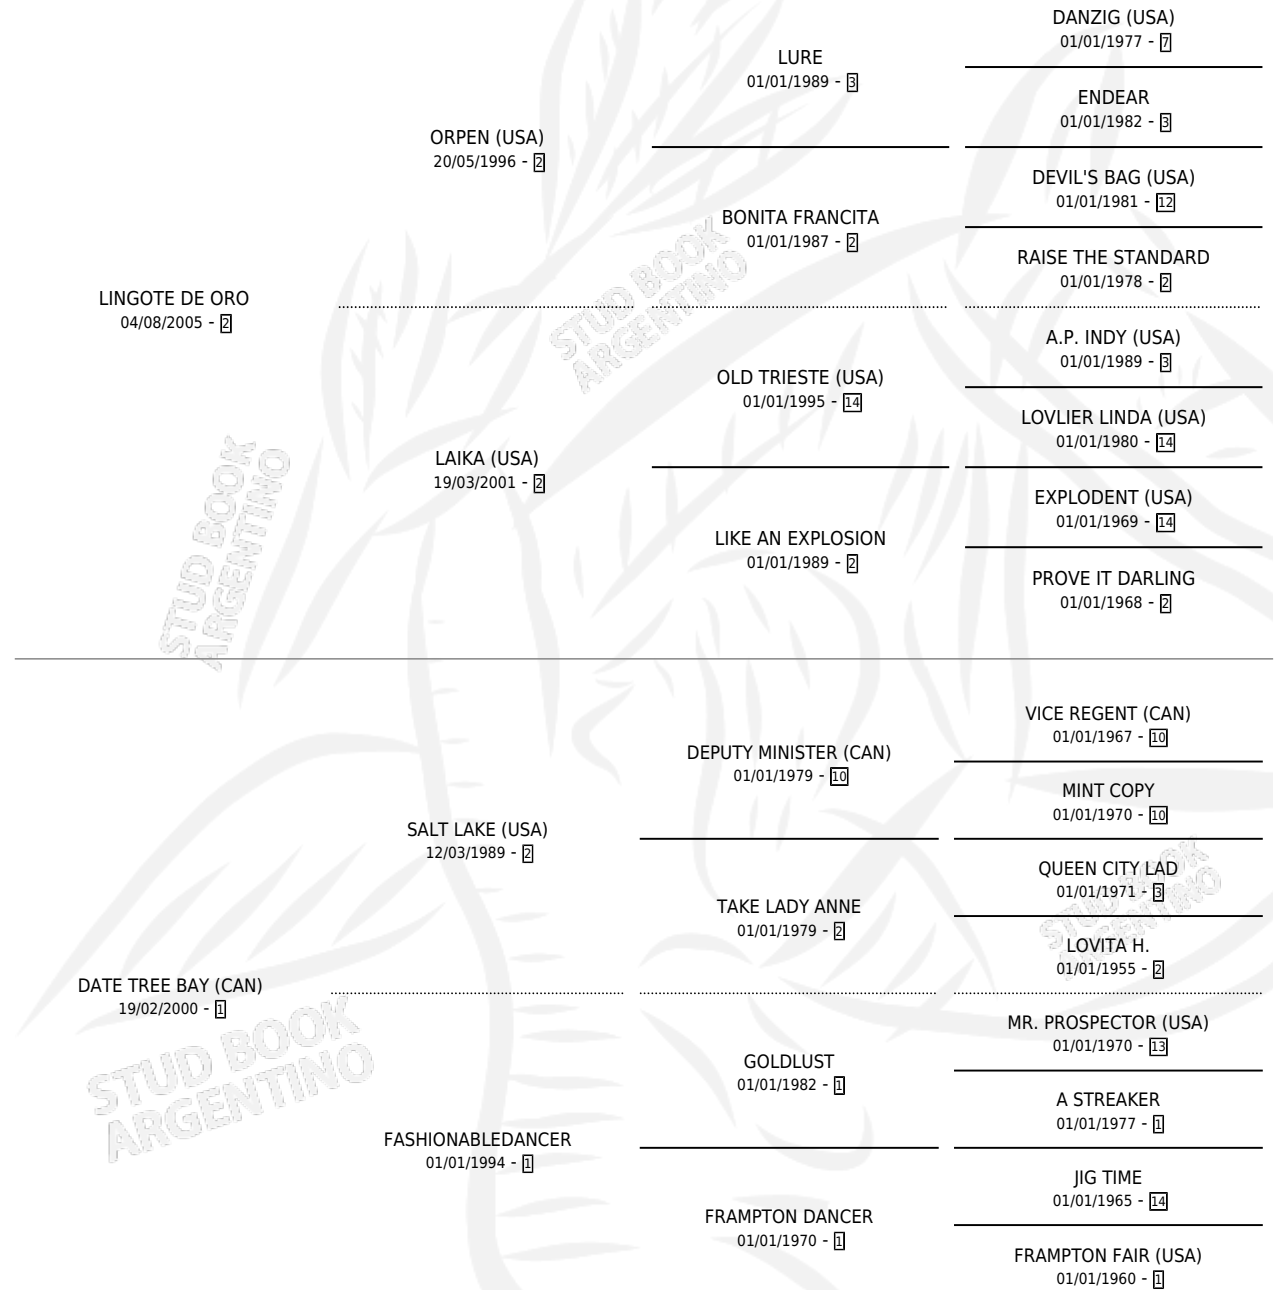 DANZIG (USA)
01/01/1977 - 7
LURE
01/01/1989 - 3
ENDEAR
01/01/1982 - 3
ORPEN (USA)
20/05/1996 - 2
DEVIL'S BAG (USA)
01/01/1981 - 12
BONITA FRANCITA
01/01/1987 - 2
RAISE THE STANDARD
01/01/1978 - 2
LINGOTE DE ORO
04/08/2005 - 2
STUD BOOK
ARGENTINO
A.P. INDY (USA)
01/01/1989 - 3
OLD TRIESTE (USA)
01/01/1995 - 14
LOVLIER LINDA (USA)
01/01/1980 - 14
LAIKA (USA)
19/03/2001 - 2
EXPLODENT (USA)
01/01/1969 - 14
LIKE AN EXPLOSION
01/01/1989 - 2
PROVE IT DARLING
01/01/1968 - 2
STUD BOOK
ARGENTINO
VICE REGENT (CAN)
01/01/1967 - 10
DEPUTY MINISTER (CAN)
01/01/1979 - 10
MINT COPY
01/01/1970 - 10
SALT LAKE (USA)
12/03/1989 - 2
QUEEN CITY LAD
01/01/1971 - 3
TAKE LADY ANNE
01/01/1979 - 2
LOVITA H.
01/01/1955 - 2
STUD BOOK
ARGENTINO
DATE TREE BAY (CAN)
19/02/2000 - 1
MR. PROSPECTOR (USA)
01/01/1970 - 13
GOLDLUST
01/01/1982 - 1
A STREAKER
01/01/1977 - 1
STUD BOOK
ARGENTINO
FASHIONABLEDANCER
01/01/1994 - 1
JIG TIME
01/01/1965 - 14
FRAMPTON DANCER
01/01/1970 - 1
FRAMPTON FAIR (USA)
01/01/1960 - 1